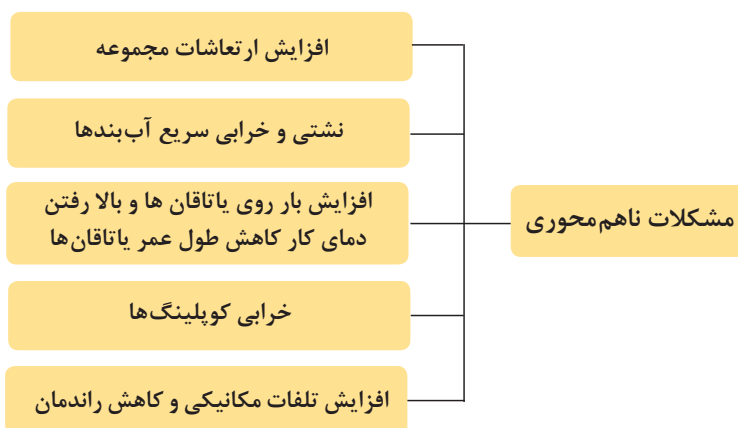 مشکلات ناهم‌محوری
افزایش ارتعاشات مجموعه
نشتی و خرابی سریع آب‌بندها
افزایش بار روی یاتاقان ها و بالا رفتن
دمای کار کاهش طول عمر یاتاقان‌ها
خرابی کوپلینگ‌ها
افزایش تلفات مکانیکی و کاهش راندمان